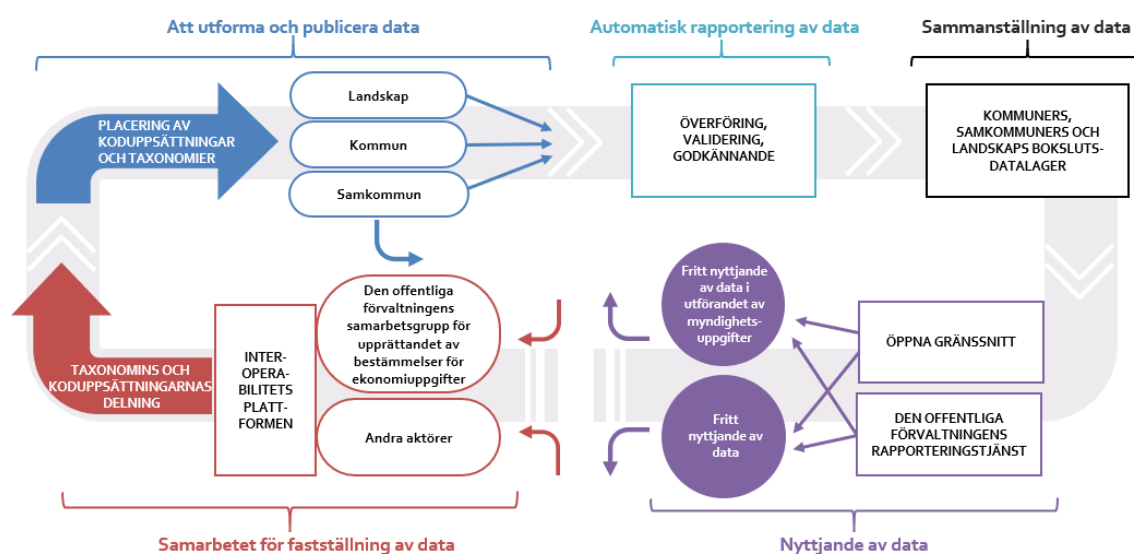 Att utforma och publicera data
Automatisk rapportering av data
Sammanställning av data
PLACERING AV
KODUPPSÄTTNINGAR
OCH TAXONOMIER
Landskap
Kommun
Samkommun
ÖVERFÖRING,
VALIDERING,
GODKÄNNANDE
KOMMUNERS,
SAMKOMMUNERS OCH
LANDSKAPS BOKSLUTS-
DATALAGER
TAXONOMINS OCH
KODUPPSÄTTNINGARNAS
DELNING
INTER-
OPERA-
BILITETS
PLATT-
FORMEN
Den offentliga
förvaltningens
samarbetsgrupp för
upprättandet av
bestämmelser för
ekonomiuppgifter
Andra aktörer
Fritt nyttjande
av data i
utförandet av
myndighets-
uppgifter
Fritt
nyttjande av
data
ÖPPNA GRÄNSSNITT
DEN OFFENTLIGA
FÖRVALTNINGENS
RAPPORTERINGSTJÄNST
Samarbetet för fastställning av data
Nyttjande av data